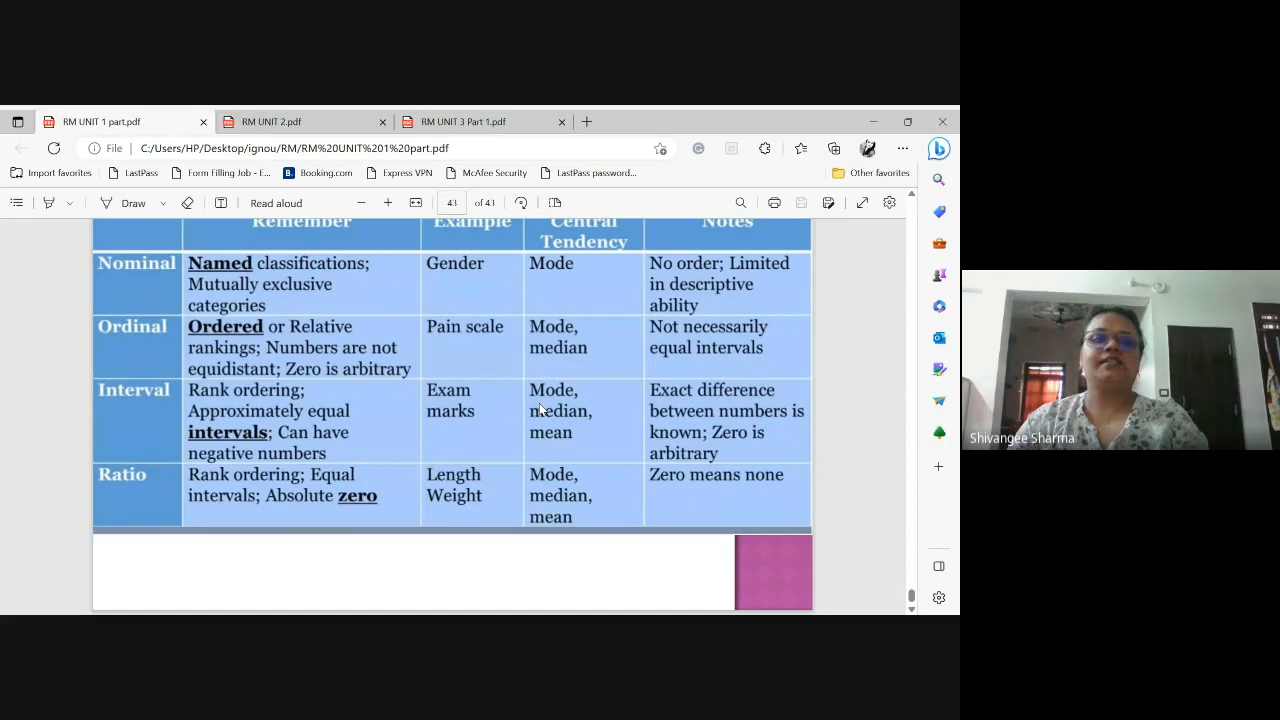 RM UNIT 1 part.pdf
RM UNIT 2.pdf
RM UNIT 3 Part 1.pdf
File
C:/Users/HP/Desktop/ignou/RM/RM%20UNIT%201%20part.pdf
Import favorites
LastPass
Form Filling Job - E...
B.
Booking.com
Express VPN
McAfee Security
LastPass password...
Other favorites
Draw
Read aloud
43
of 43
Remember
Example
Central
Tendency
Notes
Nominal
Named classifications;
Mutually exclusive
categories
Gender
Mode
No order; Limited
in descriptive
ability
Ordinal
Ordered or Relative
rankings; Numbers are not
equidistant; Zero is arbitrary
Pain scale
Mode,
median
Not necessarily
equal intervals
Interval
Rank ordering;
Approximately equal
intervals; Can have
negative numbers
Exam
marks
Mode,
median,
mean
Exact difference
between numbers is
known; Zero is
arbitrary
Ratio
Rank ordering; Equal
intervals; Absolute zero
Length
Weight
Mode,
median,
mean
Zero means none
Shivangee Sharma